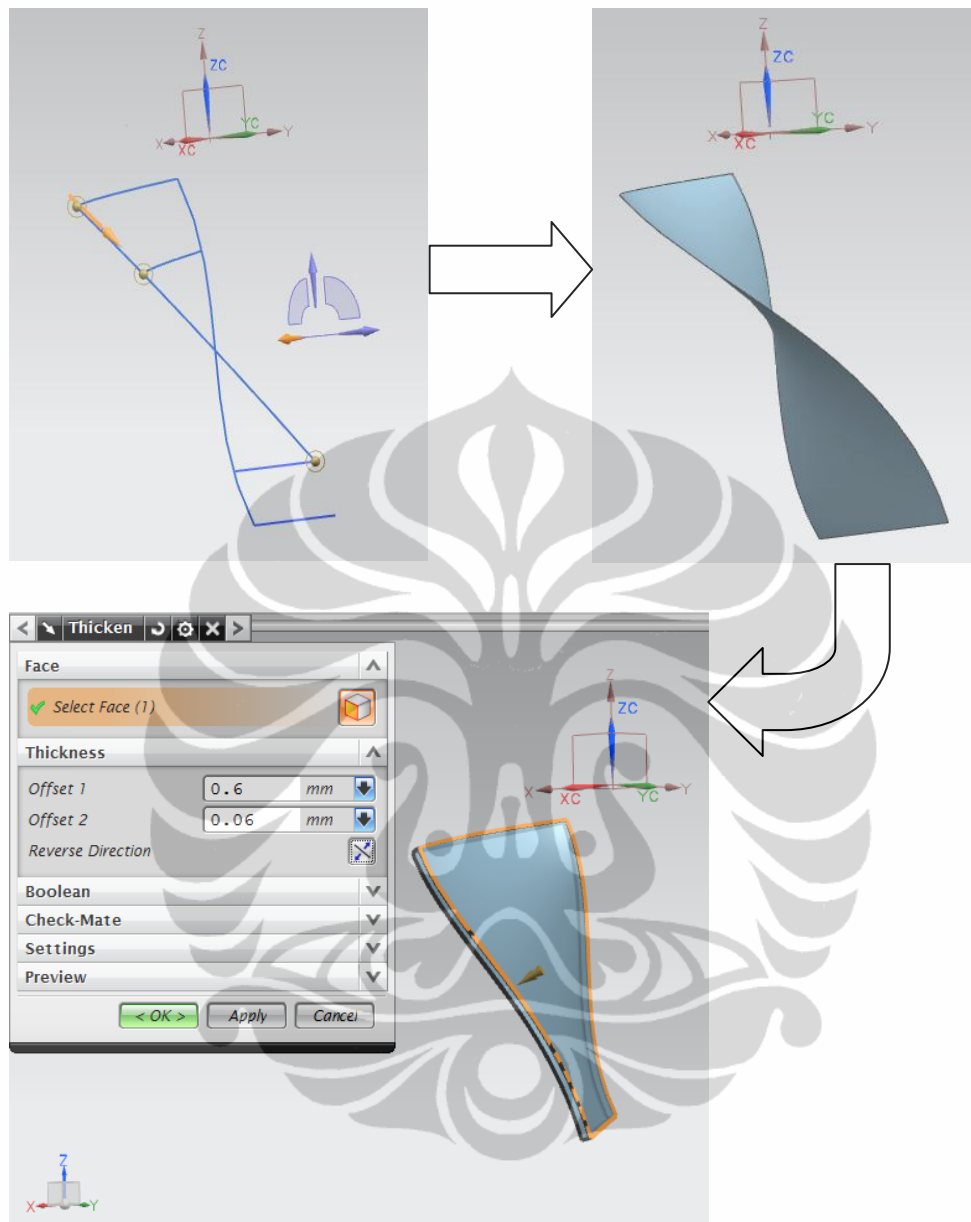 Z
ZC
YC
Y
X
XC
Z
ZC
YC
Y
X
XC
Thicken
Face
Select Face (1)
Thickness
Offset 1 0.6 mm
Offset 2 0.06 mm
Reverse Direction
Boolean
Check-Mate
Settings
Preview
< OK > Apply Cancel
Z
ZC
X
XC
YC
Y
Z
X
Y